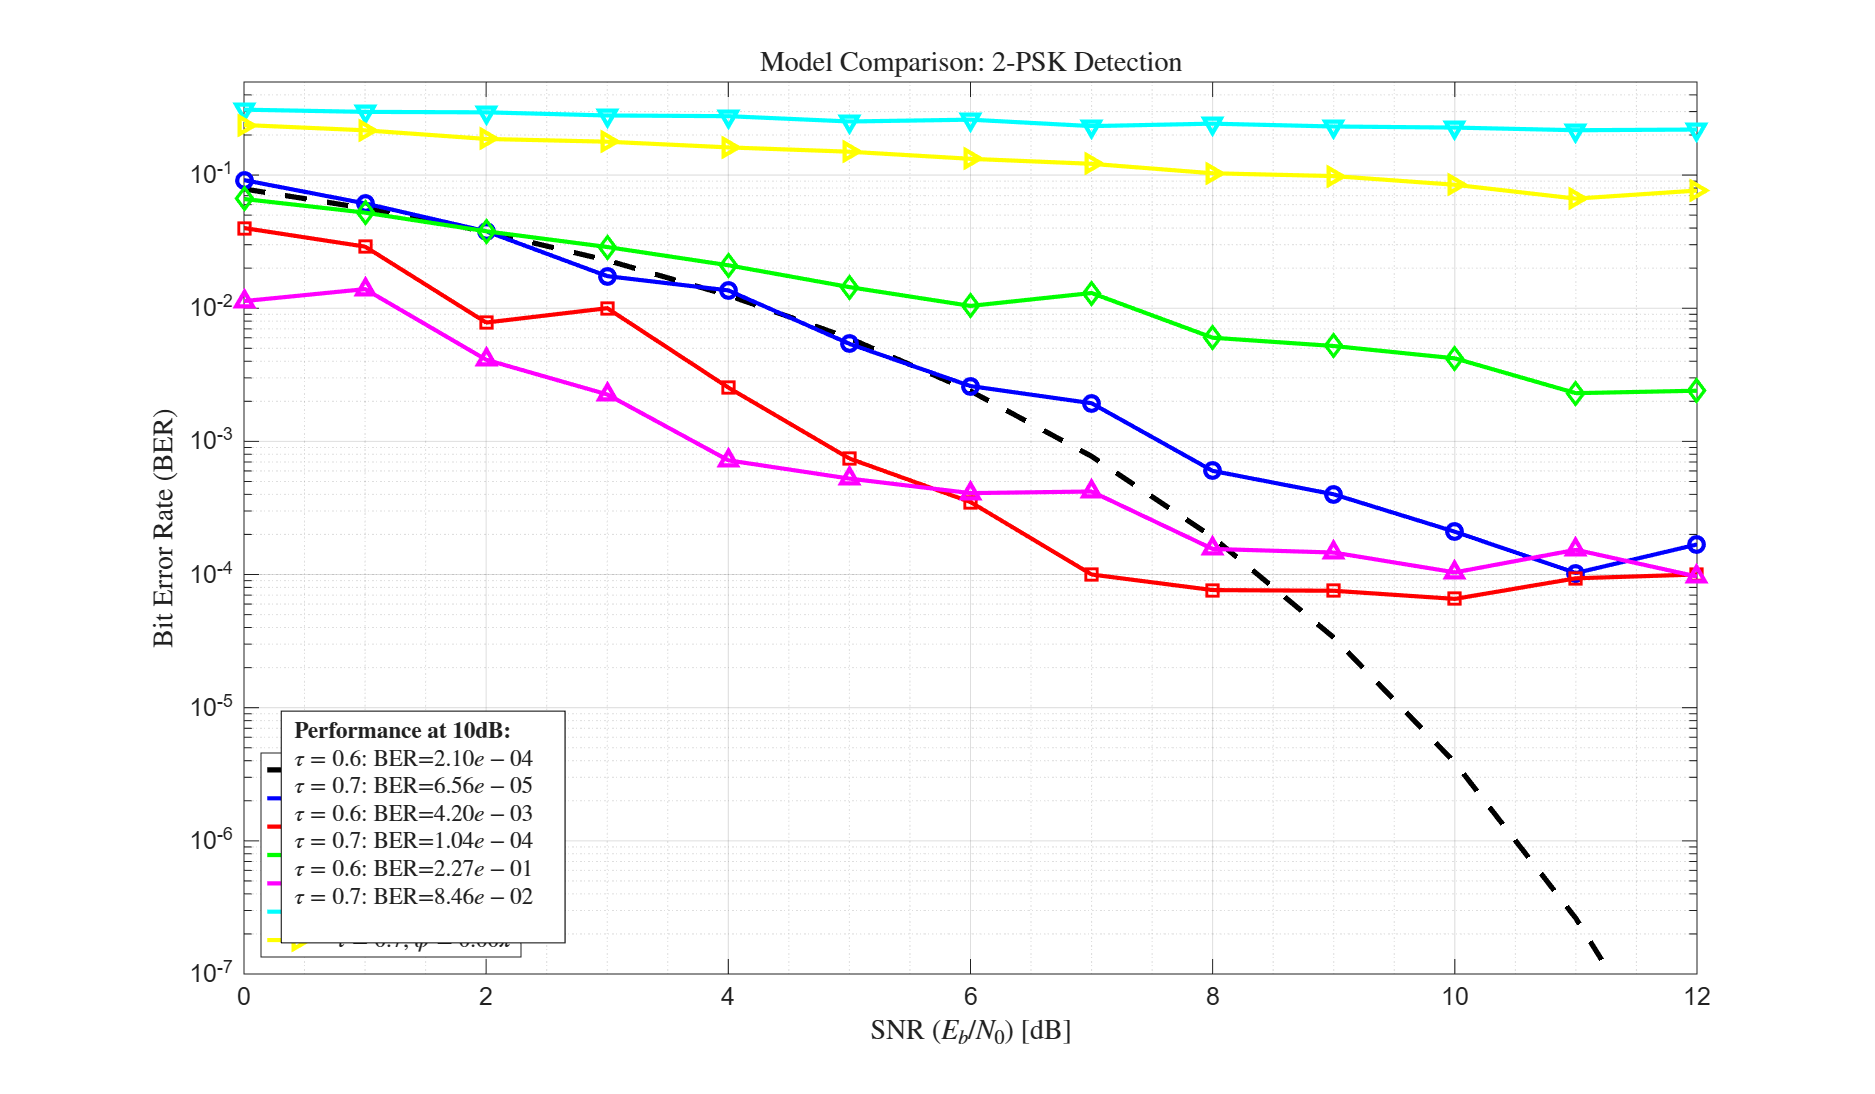 Model Comparison: 2-PSK Detection
Bit Error Rate (BER)
10^-1
10^-2
10^-3
10^-4
10^-5
10^-6
10^-7
Performance at 10dB:
τ = 0.6: BER=2.10e − 04
τ = 0.7: BER=6.56e − 05
τ = 0.6: BER=4.20e − 03
τ = 0.7: BER=1.04e − 04
τ = 0.6: BER=2.27e − 01
τ = 0.7: BER=8.46e − 02
0 2 4 6 8 10 12
SNR (E_b/N_0) [dB]